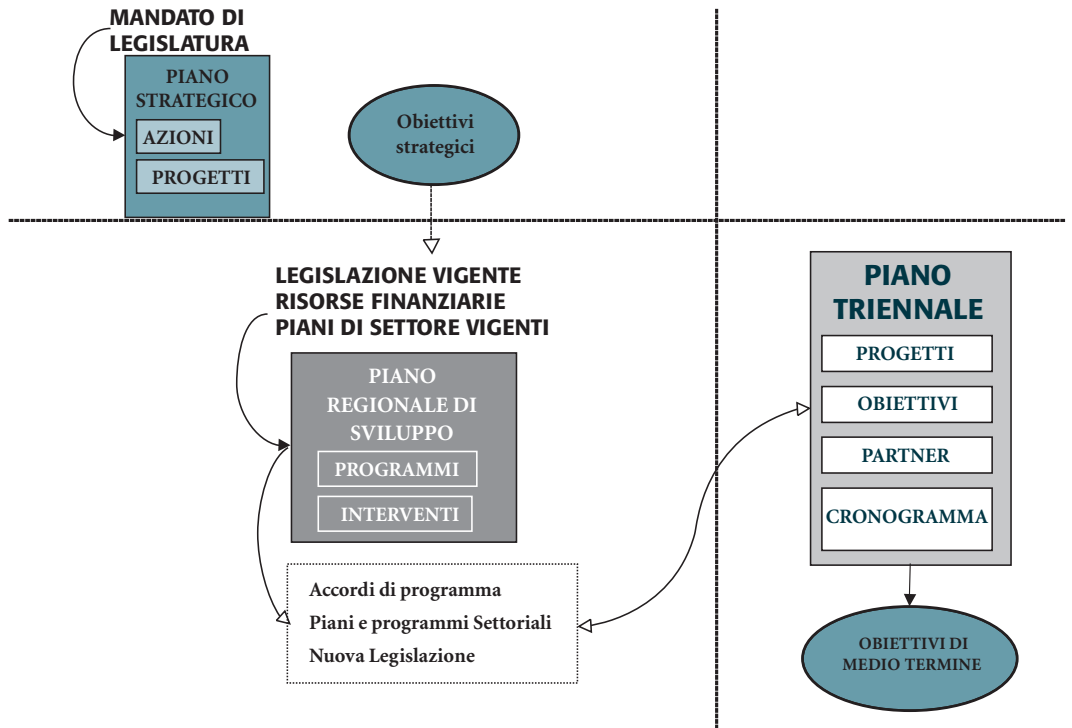 MANDATO DI
LEGISLATURA
PIANO
STRATEGICO
AZIONI
PROGETTI
Obiettivi
strategici
LEGISLAZIONE VIGENTE
RISORSE FINANZIARIE
PIANI DI SETTORE VIGENTI
PIANO
REGIONALE DI
SVILUPPO
PROGRAMMI
INTERVENTI
Accordi di programma
Piani e programmi Settoriali
Nuova Legislazione
PIANO
TRIENNALE
PROGETTI
OBIETTIVI
PARTNER
CRONOGRAMMA
OBIETTIVI DI
MEDIO TERMINE